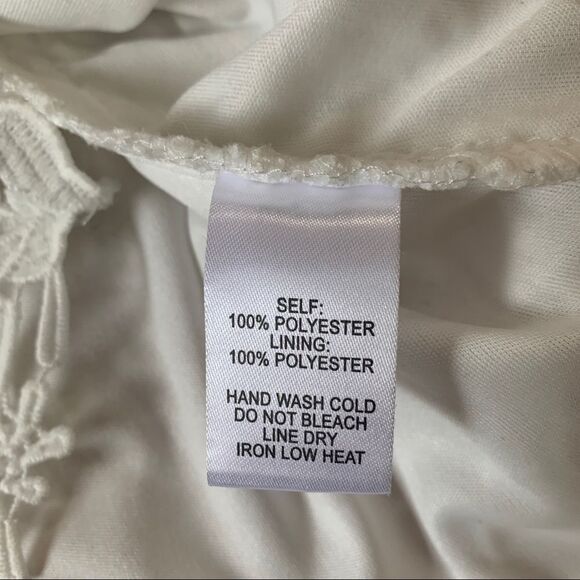 SELF:
100% POLYESTER
LINING:
100% POLYESTER
HAND WASH COLD
DO NOT BLEACH
LINE DRY
IRON LOW HEAT